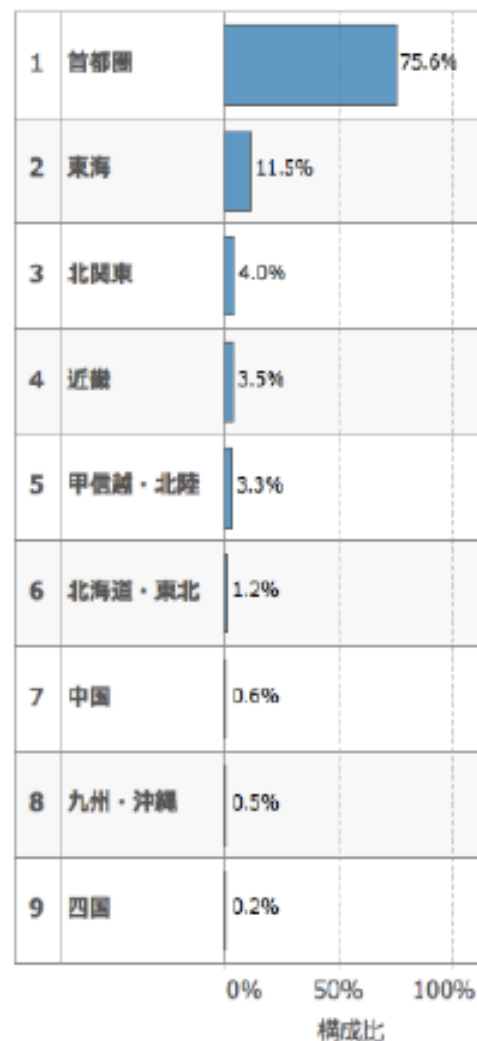 1 首都圏 75.6%
2 東海 11.5%
3 北関東 4.0%
4 近畿 3.5%
5 甲信越・北陸 3.3%
6 北海道・東北 1.2%
7 中国 0.6%
8 九州・沖縄 0.5%
9 四国 0.2%
0% 50% 100%
構成比